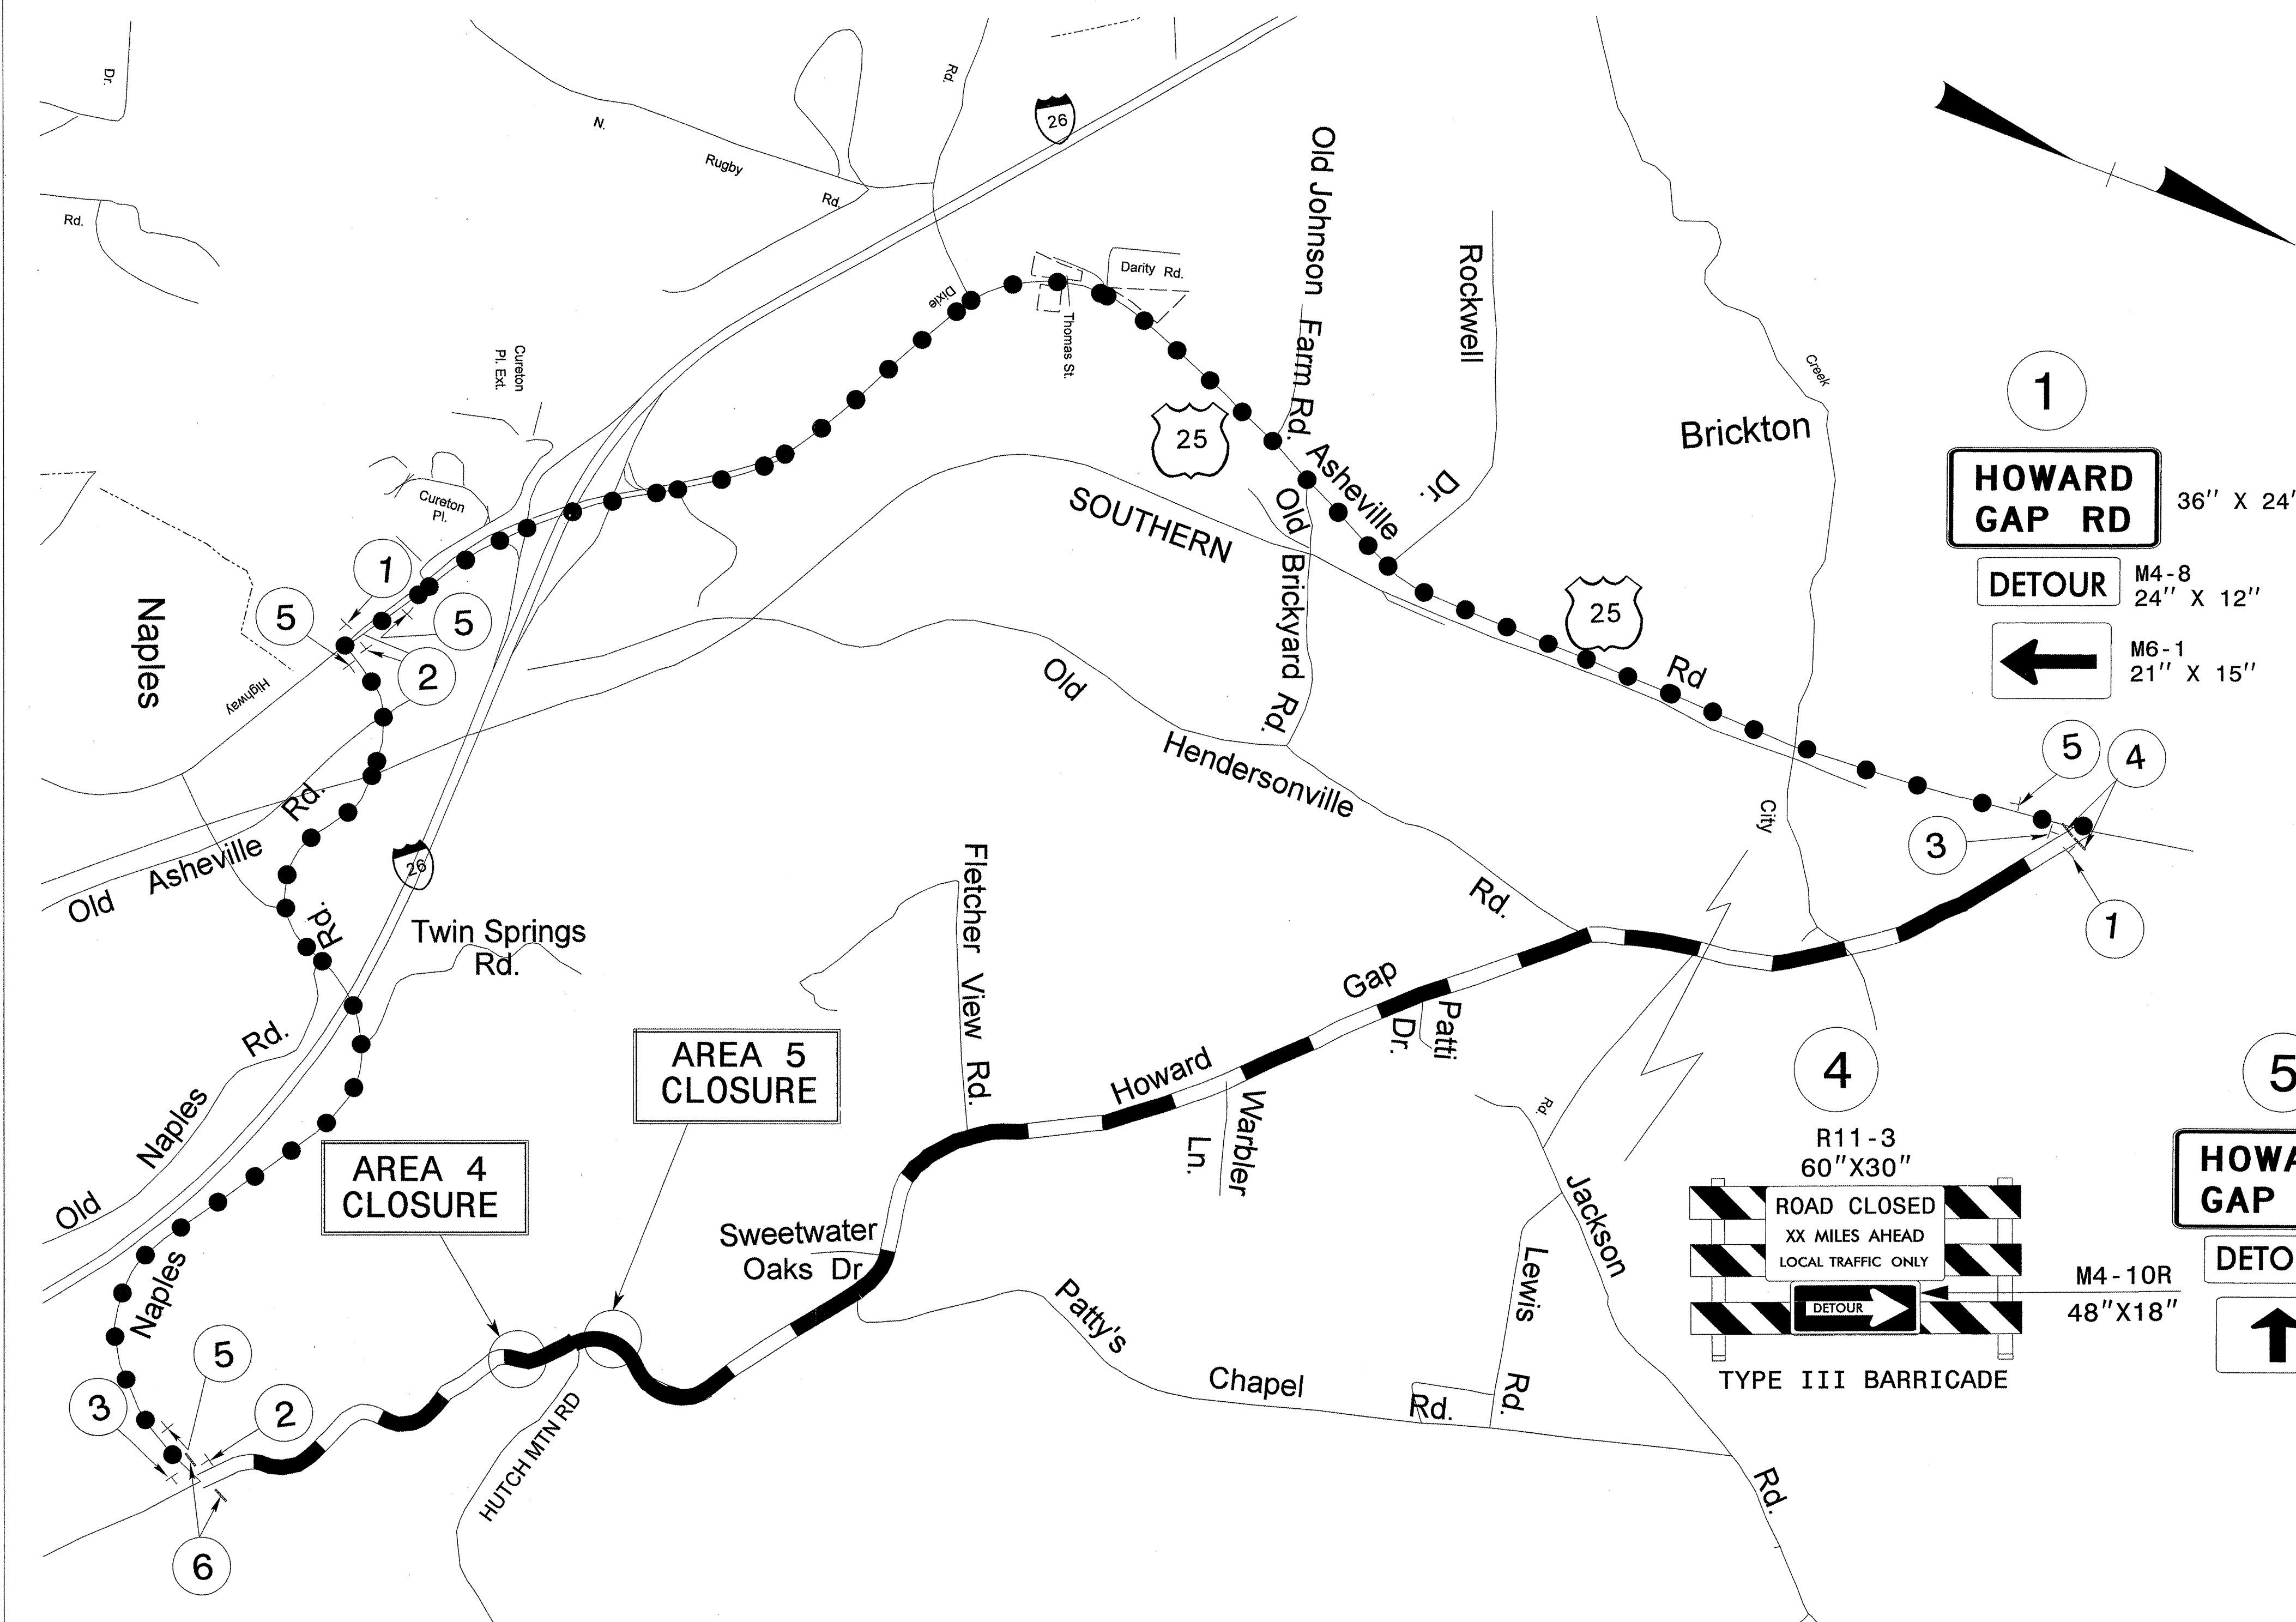 Dr.
Rd.
N.
Rugby
Rd.
Rd.
26
Dixie
Darity Rd.
Thomas St.
Cureton
Pl. Ext.
Cureton
Pl.
Old Johnson Farm Rd.
Rockwell
Dr.
25
SOUTHERN
Old Asheville
Old Brickyard Rd.
25
Rd
Brickton
Creek
City
1
HOWARD
GAP RD
36" X 24"
DETOUR
M4-8
24" X 12"
M6-1
21" X 15"
1
5
5
2
Naples
Highway
Old
Hendersonville
Rd.
5
4
3
1
Rd.
Old Asheville
26
Rd.
Twin Springs
Rd.
Old Naples Rd.
Fletcher View Rd.
AREA 5
CLOSURE
AREA 4
CLOSURE
Howard Gap
Patti
Dr.
Warbler
Ln.
Sweetwater
Oaks Dr
Patty's Chapel Rd.
Lewis Rd.
Rd.
Jackson Rd.
Naples
5
3
2
6
HUTCH MTN RD
4
R11-3
60"X30"
ROAD CLOSED
XX MILES AHEAD
LOCAL TRAFFIC ONLY
DETOUR
M4-10R
48"X18"
TYPE III BARRICADE
5
HOWA
GAP
DETO